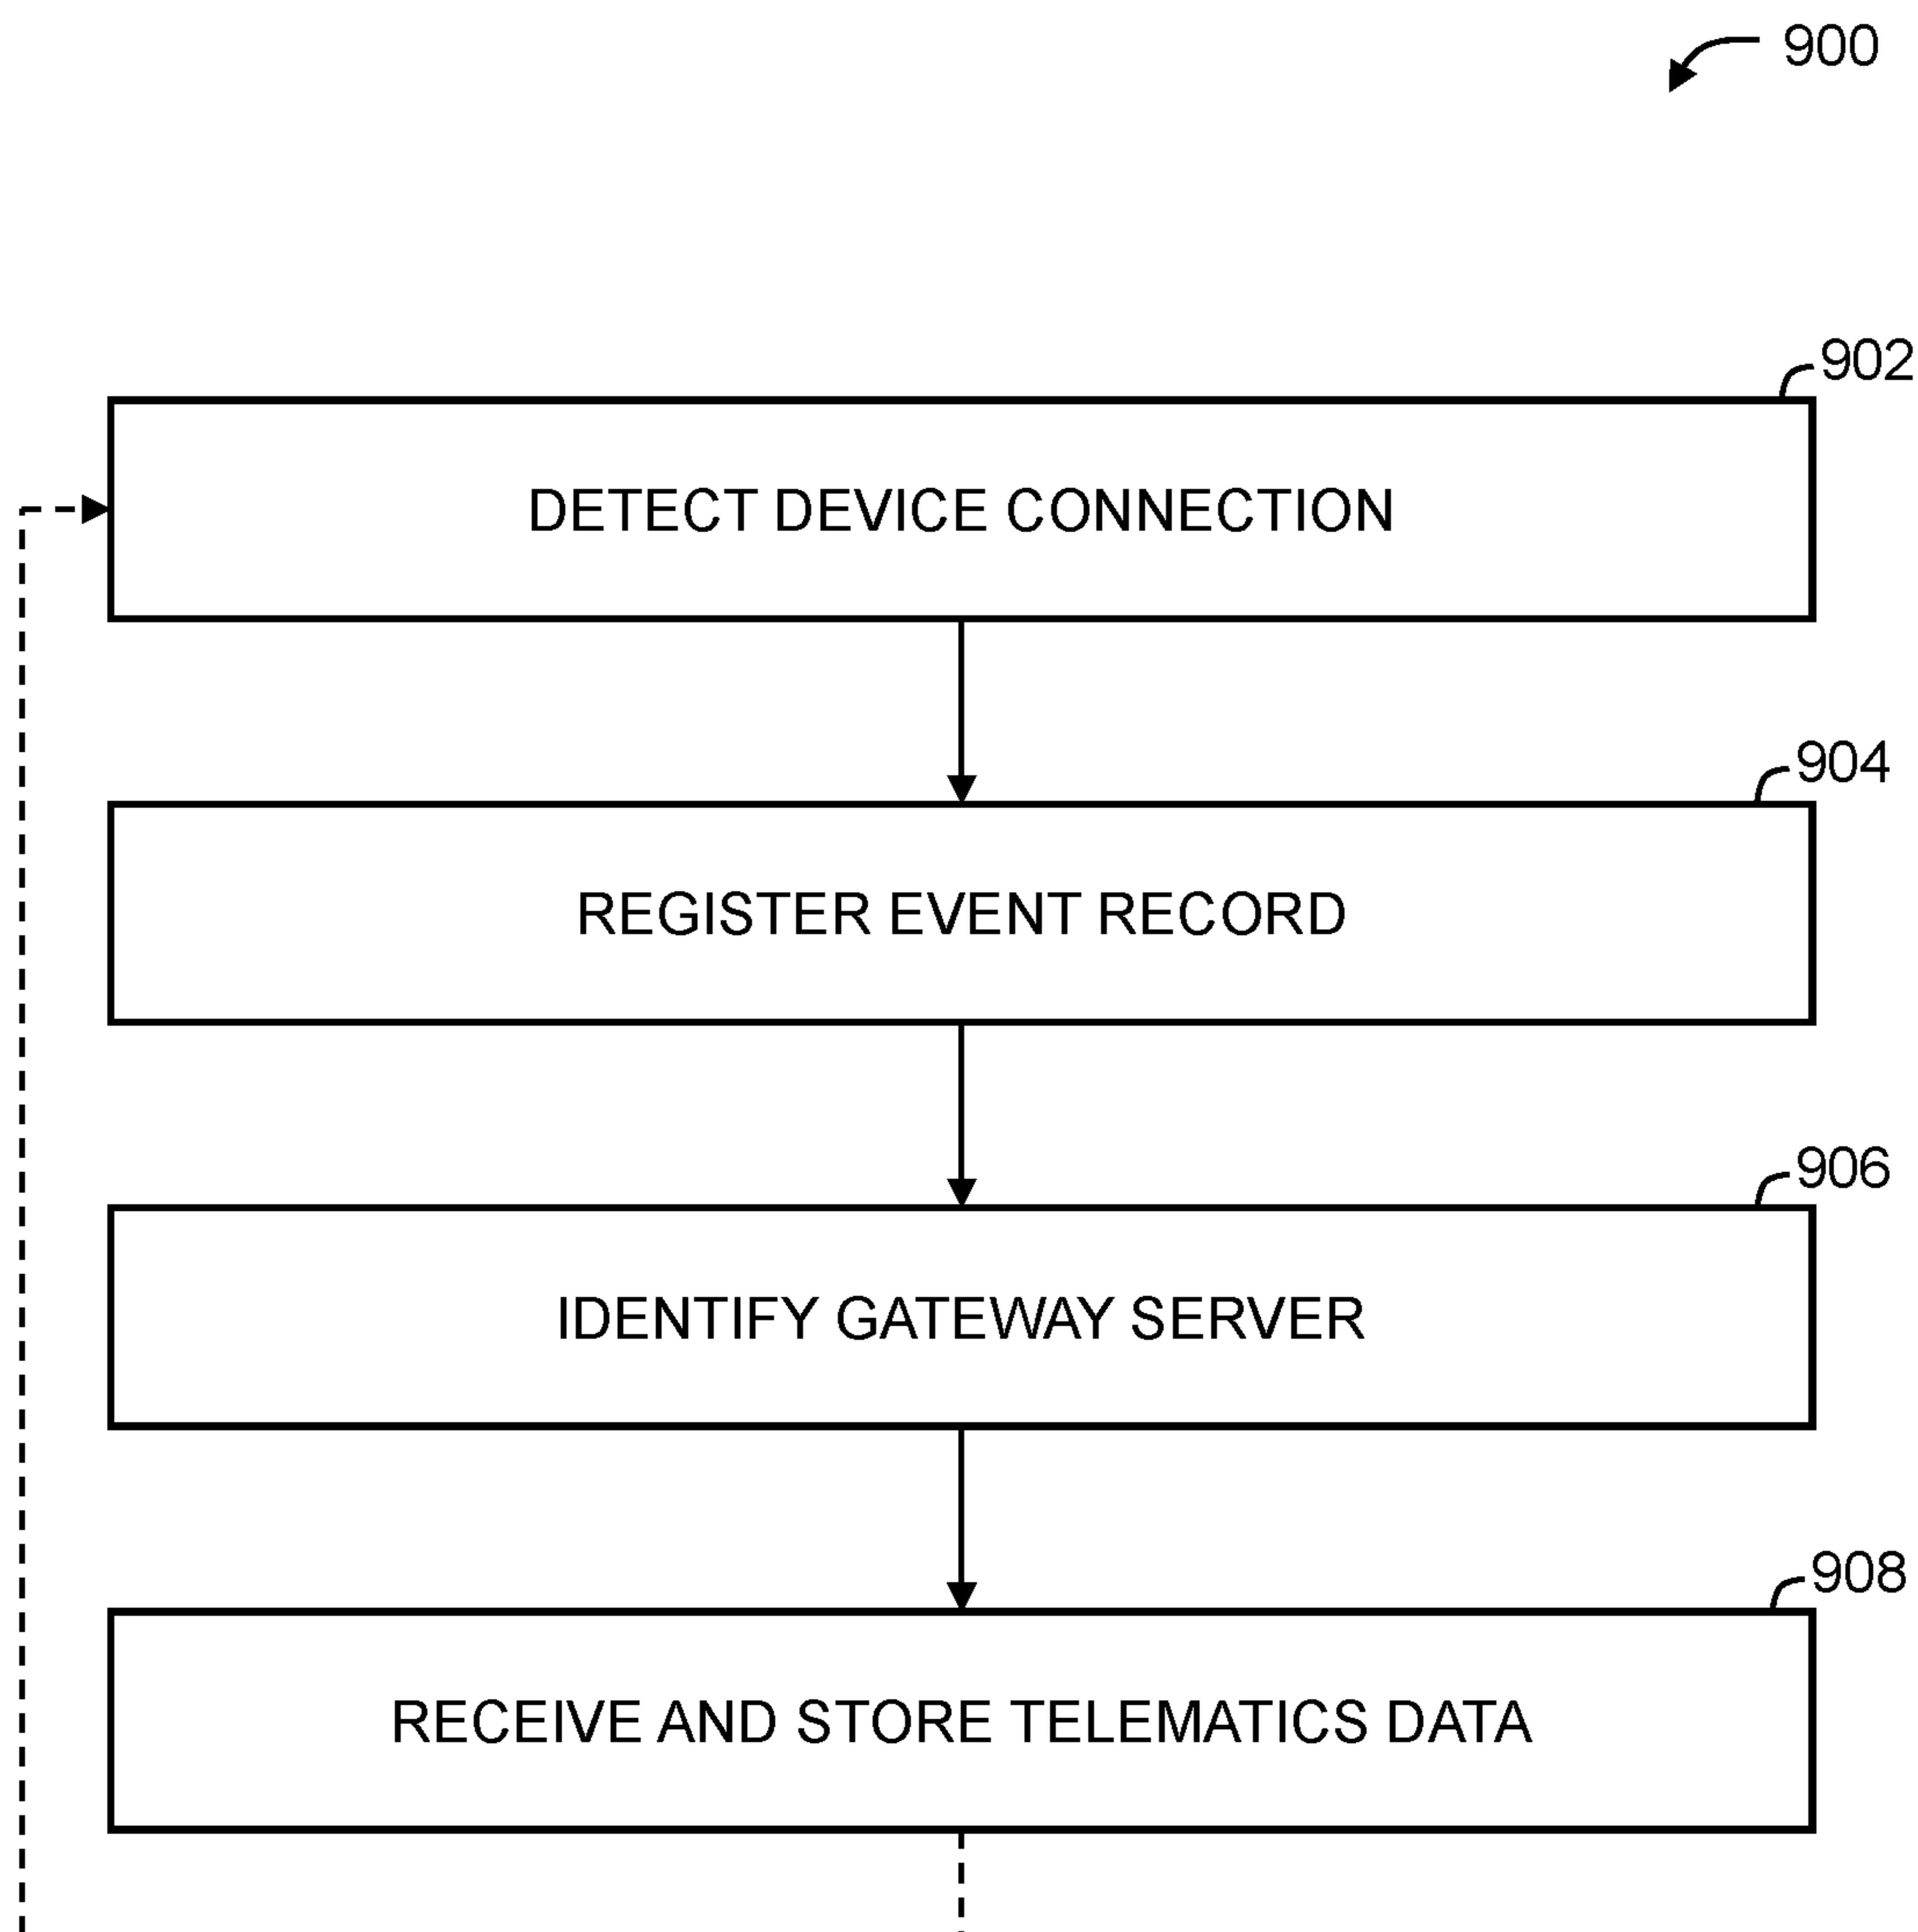 900
902
DETECT DEVICE CONNECTION
904
REGISTER EVENT RECORD
906
IDENTIFY GATEWAY SERVER
908
RECEIVE AND STORE TELEMATICS DATA